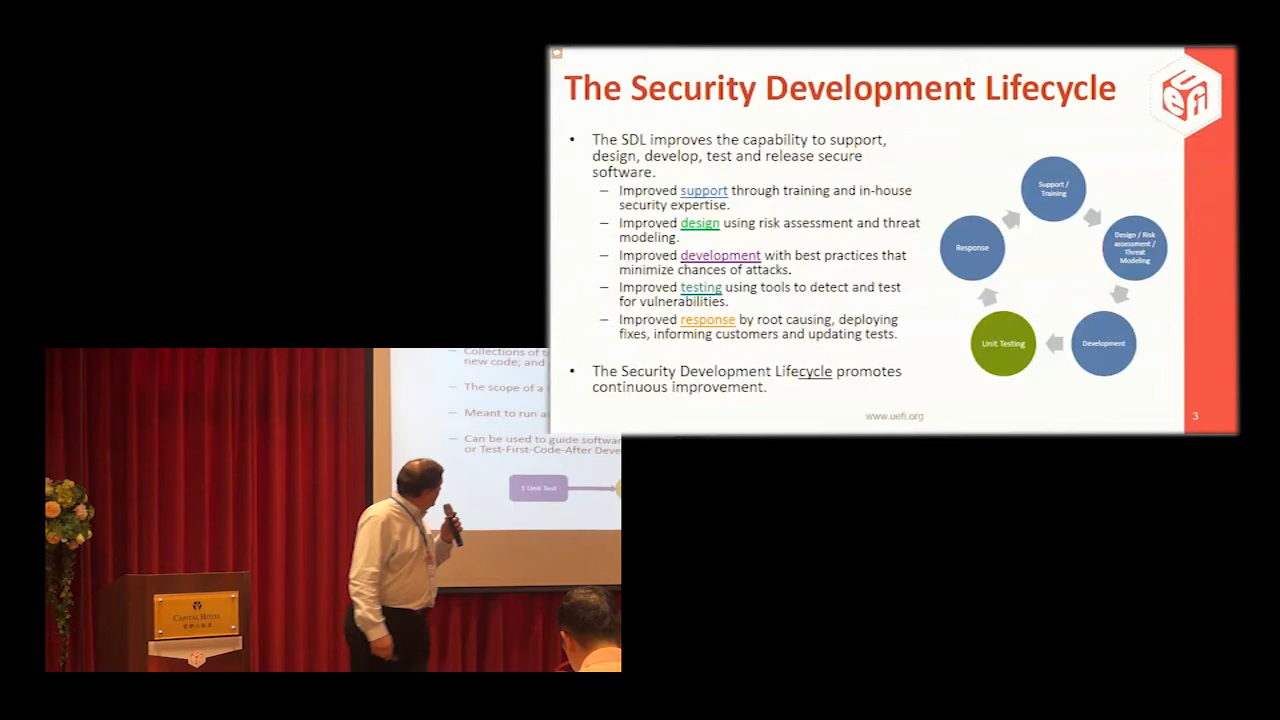 The Security Development Lifecycle
uefi
• The SDL improves the capability to support,
design, develop, test and release secure
software.
– Improved support through training and in-house
security expertise.
– Improved design using risk assessment and threat
modeling.
– Improved development with best practices that
minimize chances of attacks.
– Improved testing using tools to detect and test
for vulnerabilities.
– Improved response by root causing, deploying
fixes, informing customers and updating tests.
• The Security Development Lifecycle promotes
continuous improvement.
Support /
Training
Design / Risk
assessment /
Threat
Modeling
Development
Unit Testing
Response
www.uefi.org
3
– Collections of
new code; and
– The scope of a
– Meant to run a
– Can be used to guide softwa
or Test-First-Code-After Deve
Unit Test
CAPITAL HOTEL